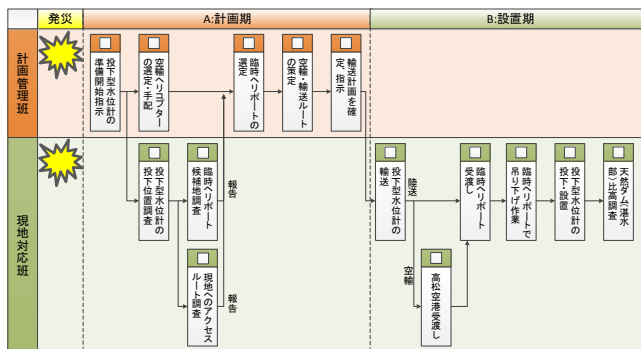 発災
A:計画期
B:設置期
計画管理班
投下型水位計の
準備開始指示
空輸ヘリコプター
の選定・手配
臨時ヘリポートの
選定
空輸・輸送ルート
の策定
輸送計画を確
定、指示
現地対応班
投下型水位計の
投下位置調査
臨時ヘリポート
候補地調査
報告
現地へのアクセス
ルート調査
報告
投下型水位計の
輸送
陸送
空輸
高松空港受渡し
臨時ヘリポート
受渡し
臨時ヘリポートで
吊り下げ作業
投下型水位計の
投下・設置
天然ダム(湛水
部)比高調査